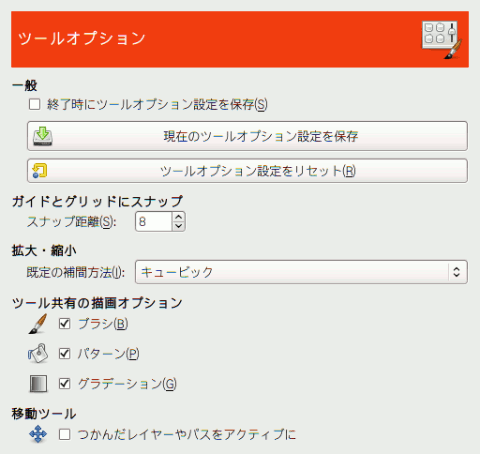 ツールオプション
一般
終了時にツールオプション設定を保存(S)
現在のツールオプション設定を保存
ツールオプション設定をリセット(R)
ガイドとグリッドにスナップ
スナップ距離(S): 8
拡大・縮小
既定の補間方法(I): キュービック
ツール共有の描画オプション
ブラシ(B)
パターン(P)
グラデーション(G)
移動ツール
つかんだレイヤーやパスをアクティブに